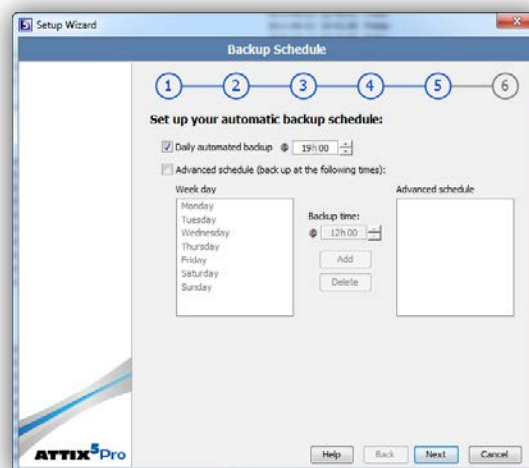 Setup Wizard
Backup Schedule
1 2 3 4 5 6
Set up your automatic backup schedule:
Daily automated backup @ 19h00
Advanced schedule (back up at the following times):
Week day
Advanced schedule
Monday
Tuesday
Wednesday
Thursday
Friday
Saturday
Sunday
Backup time:
@ 12h00
Add
Delete
ATTIX5Pro
Help Back Next Cancel